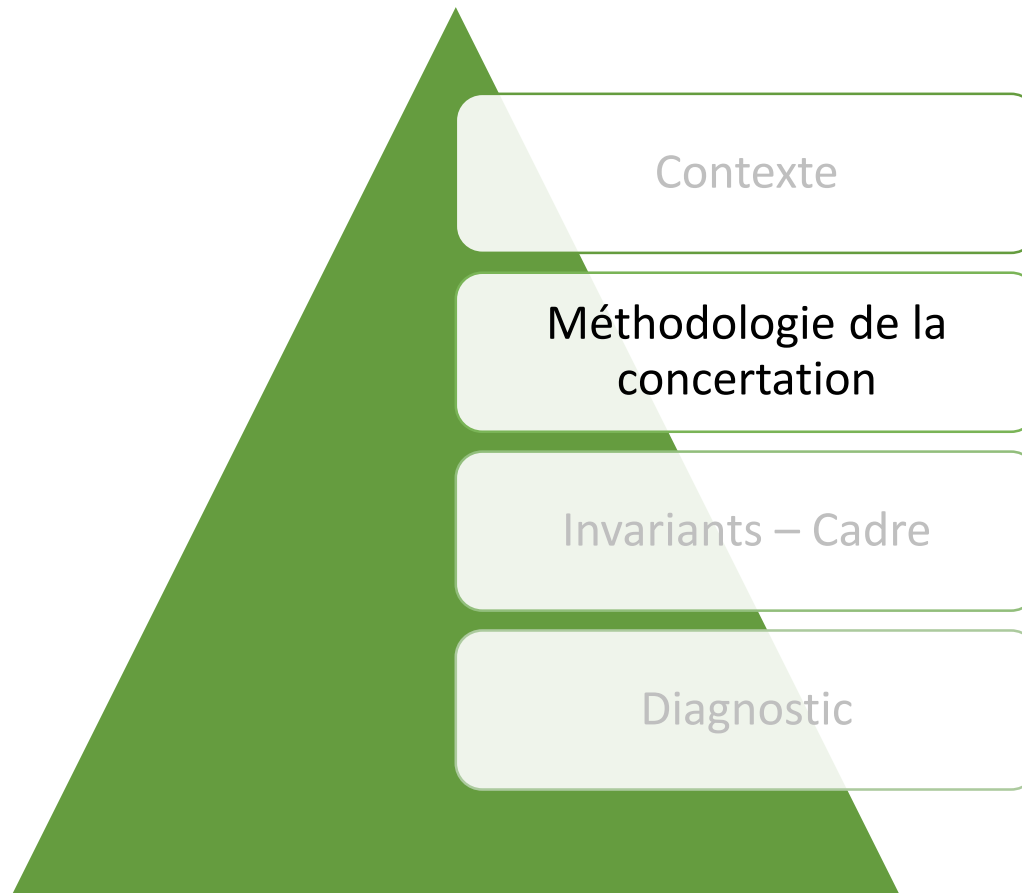 Contexte
Méthodologie de la
concertation
Invariants – Cadre
Diagnostic